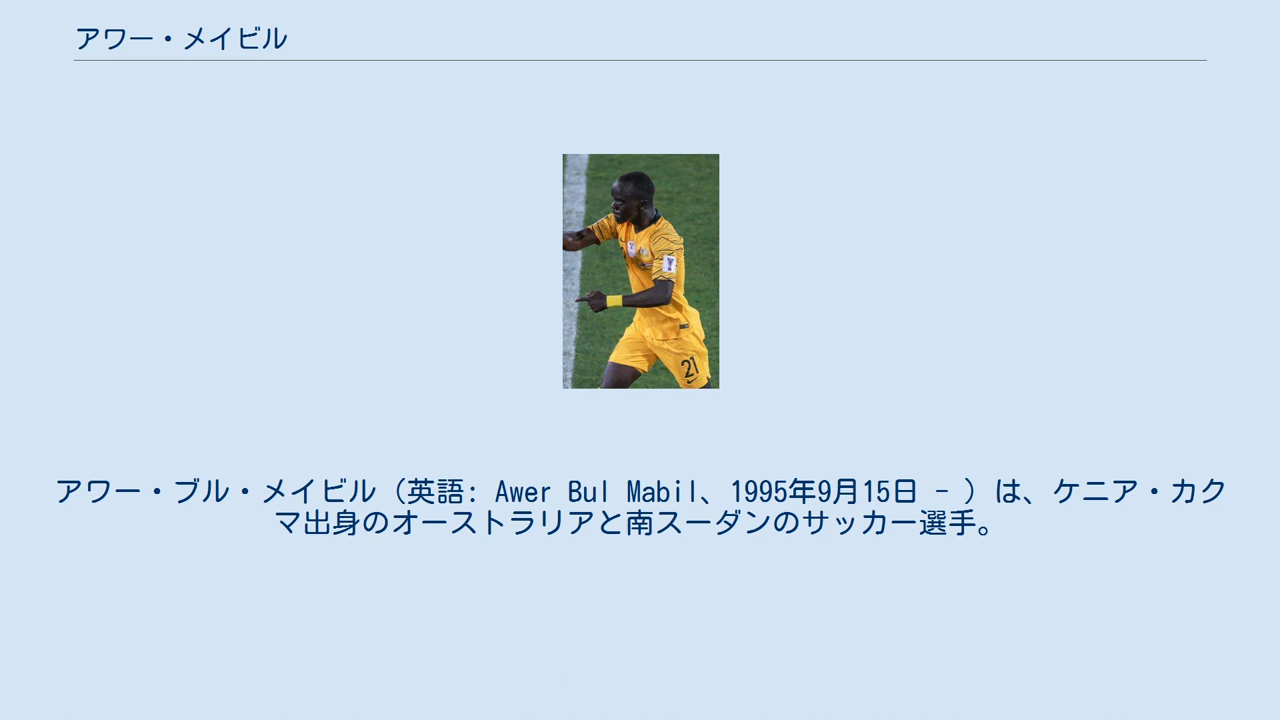 アワー・メイビル
21
アワー・ブル・メイビル（英語: Awer Bul Mabil、1995年9月15日 - ）は、ケニア・カク
マ出身のオーストラリアと南スーダンのサッカー選手。